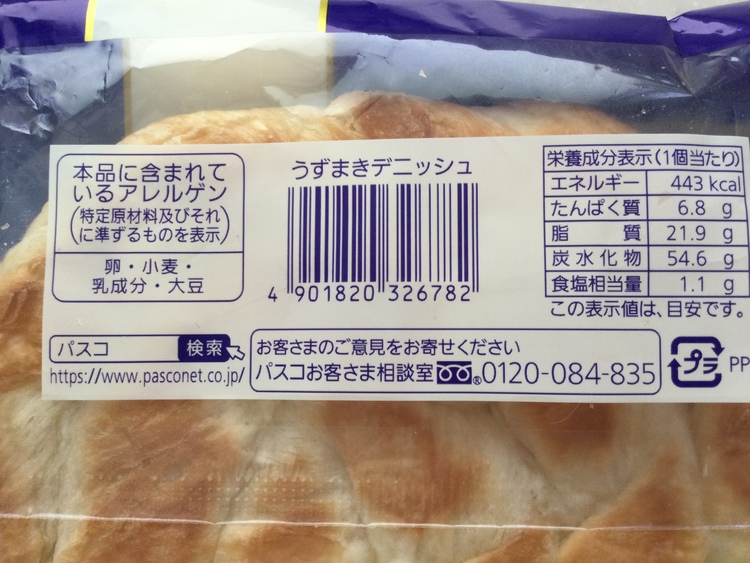 本品に含まれて
いるアレルゲン
(特定原材料及びそれ
に準ずるものを表示)
卵・小麦・
乳成分・大豆
うずまきデニッシュ
4 901820 326782
栄養成分表示(1個当たり)
エネルギー 443 kcal
たんぱく質 6.8 g
脂質 21.9 g
炭水化物 54.6 g
食塩相当量 1.1 g
この表示値は、目安です。
パスコ 検索
https://www.pasconet.co.jp/
お客さまのご意見をお寄せください
パスコお客さま相談室 ® 0120-084-835
プラ PP